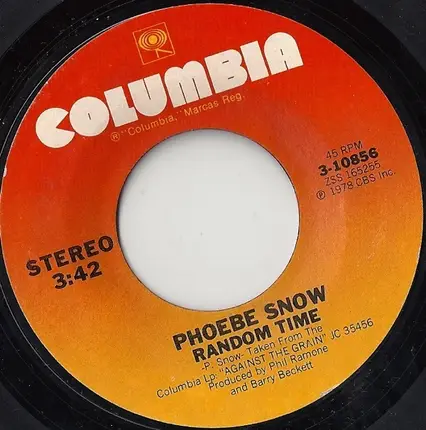 COLUMBIA
® "Columbia," Marcas Reg.
45 RPM
3-10856
ZSS 165255
℗ 1978 CBS Inc.
STEREO
3:42
PHOEBE SNOW
RANDOM TIME
-P. Snow- Taken From The
Columbia Lp: "AGAINST THE GRAIN" JC 35456
Produced by Phil Ramone
and Barry Beckett